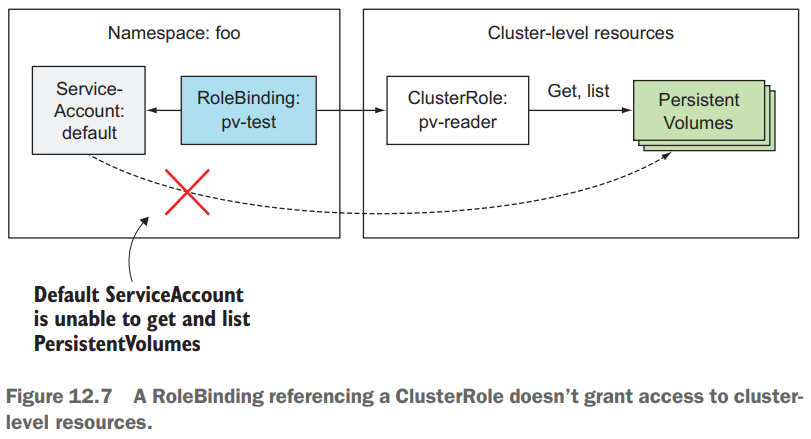 Namespace: foo
Cluster-level resources
Service-
Account:
default
RoleBinding:
pv-test
ClusterRole:
pv-reader
Get, list
Persistent
Volumes
Default ServiceAccount
is unable to get and list
PersistentVolumes
Figure 12.7 A RoleBinding referencing a ClusterRole doesn’t grant access to cluster-
level resources.